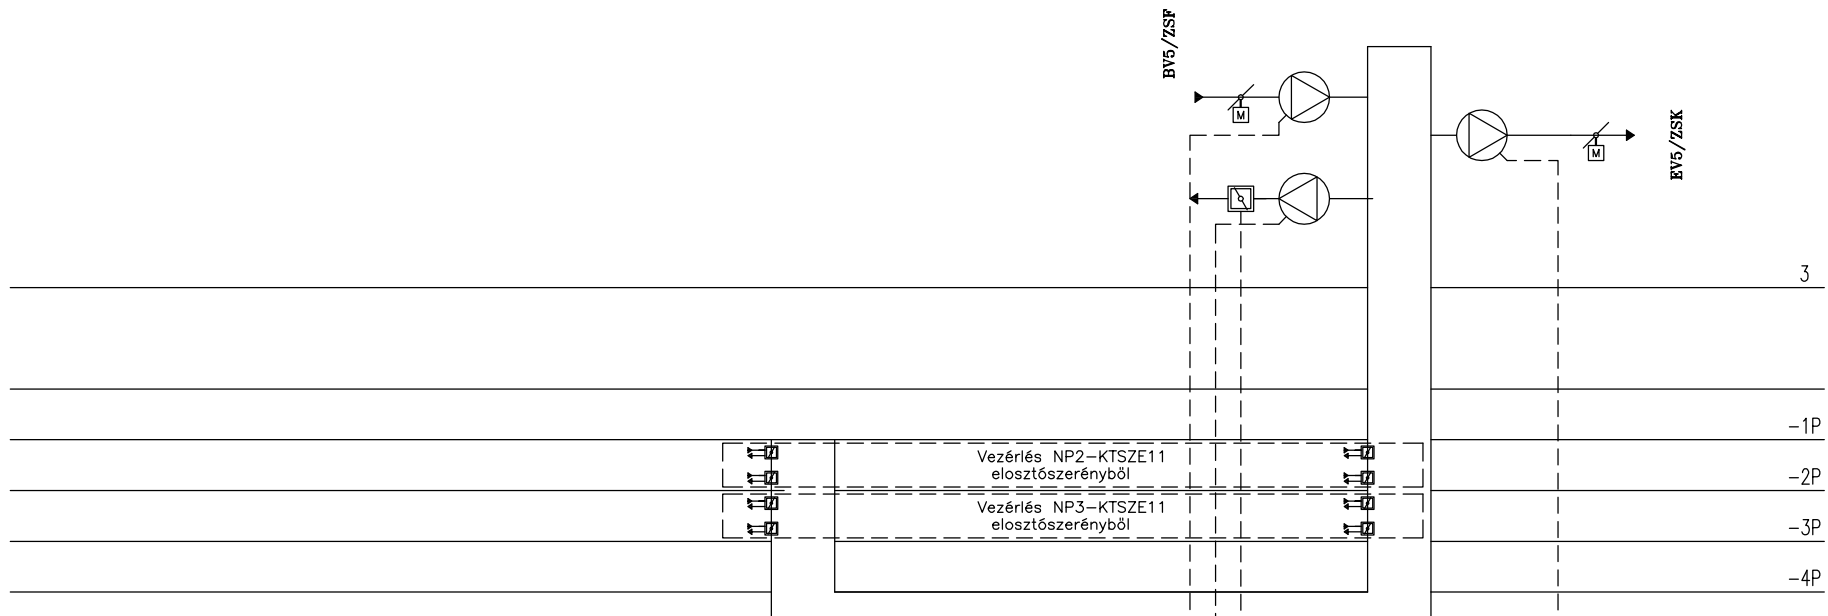 BV5/ZSF
M
EV5/ZSK
M
3
-1P
Vezérlés NP2-KTSZE11
elosztószerényből
-2P
Vezérlés NP3-KTSZE11
elosztószerényből
-3P
-4P